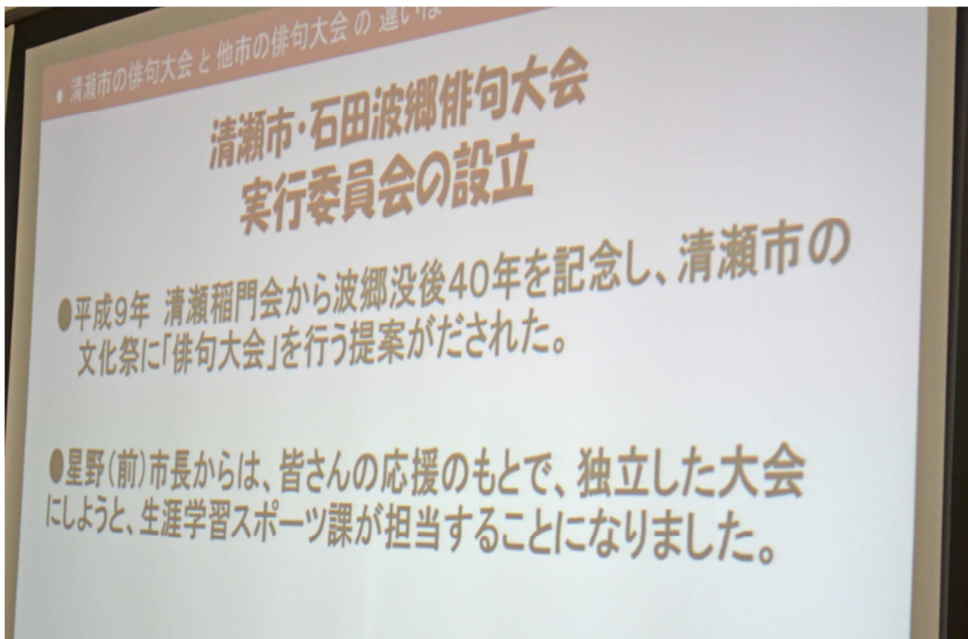 ● 清瀬市の俳句大会 と 他市の俳句大会 の 違いは
清瀬市・石田波郷俳句大会
実行委員会の設立
●平成9年 清瀬稲門会から波郷没後40年を記念し、清瀬市の
文化祭に「俳句大会」を行う提案がだされた。
●星野(前)市長からは、皆さんの応援のもとで、独立した大会
にしようと、生涯学習スポーツ課が担当することになりました。